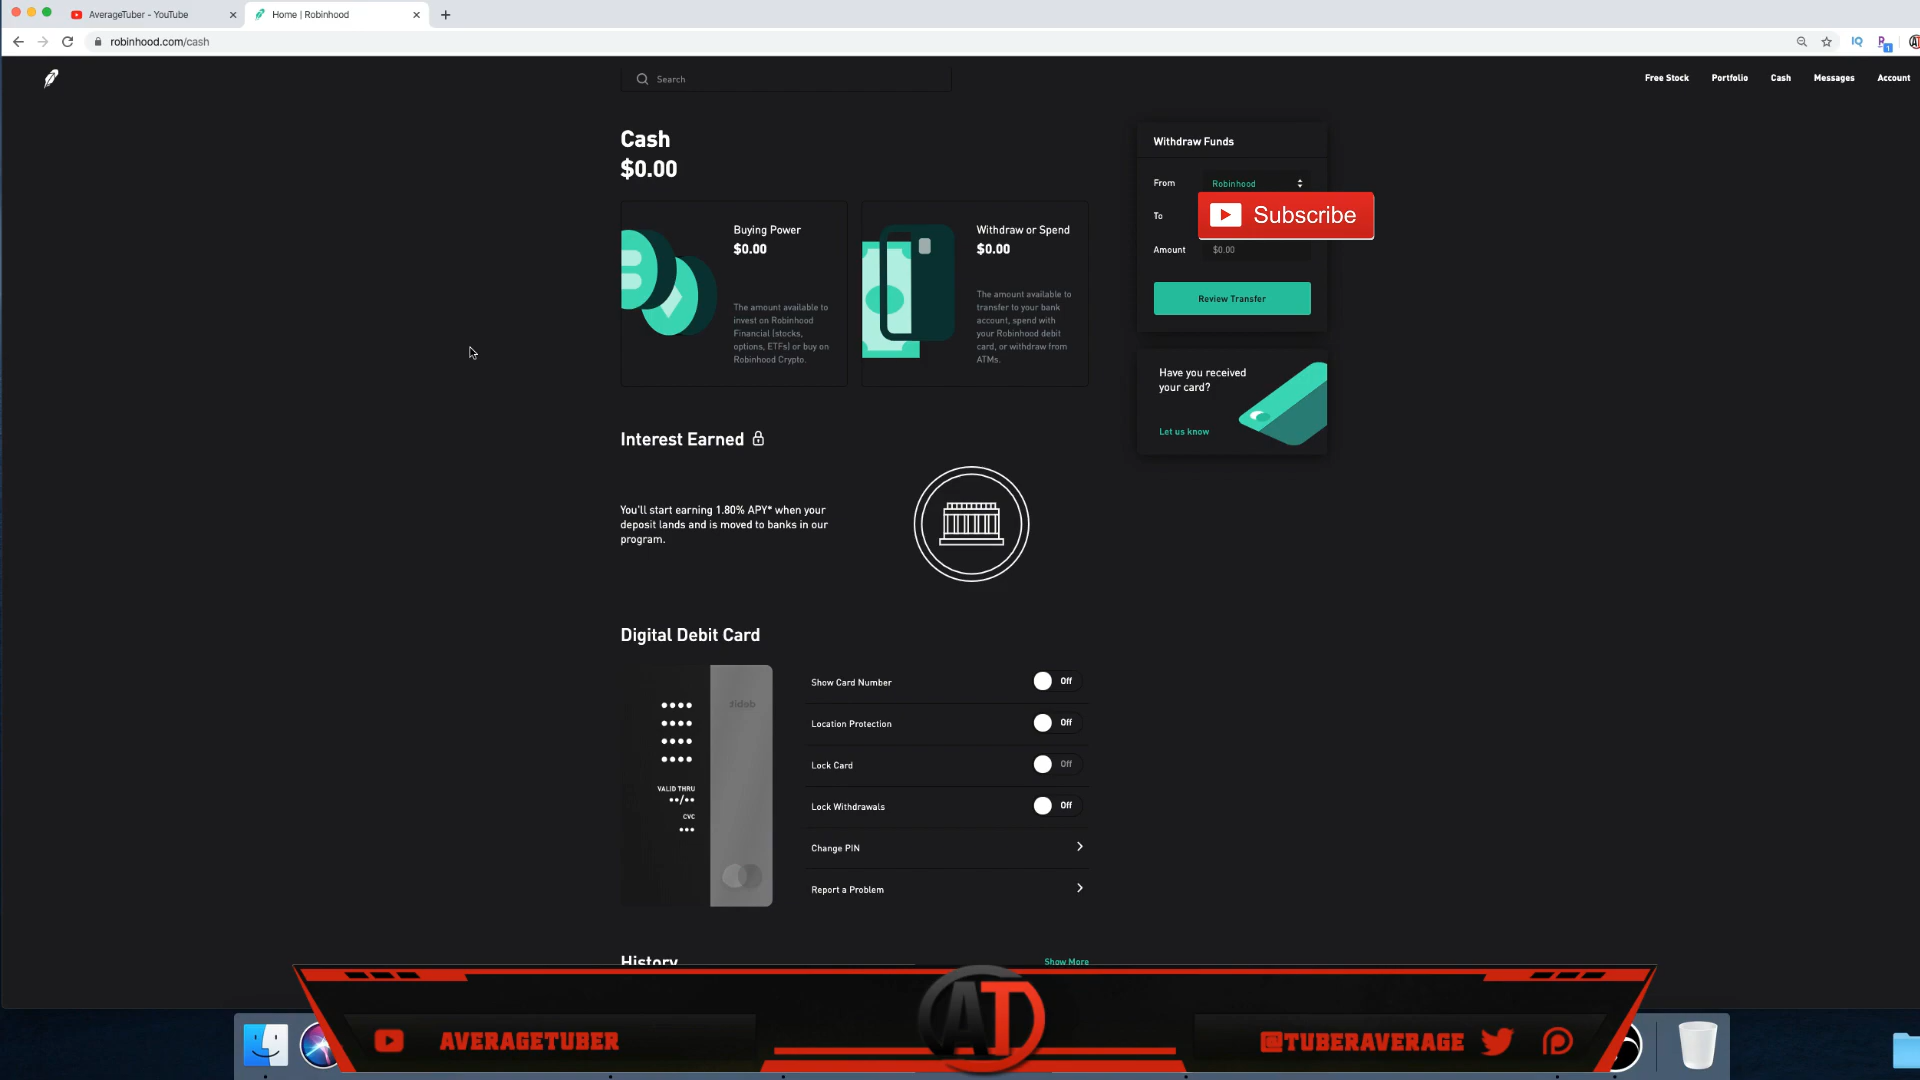 AverageTuber - YouTube
Home | Robinhood
robinhood.com/cash
IQ
1
AT
Search
Free Stock
Portfolio
Cash
Messages
Account
Cash
$0.00
Buying Power
$0.00
The amount available to
invest on Robinhood
Financial (stocks,
options, ETFs) or buy on
Robinhood Crypto.
Withdraw or Spend
$0.00
The amount available to
transfer to your bank
account, spend with
your Robinhood debit
card, or withdraw from
ATMs.
Withdraw Funds
From
Robinhood
To
Subscribe
Amount
$0.00
Review Transfer
Have you received
your card?
Let us know
Interest Earned
You'll start earning 1.80% APY* when your
deposit lands and is moved to banks in our
program.
Digital Debit Card
debit
VALID THRU
••/••
CVC
•••
Show Card Number
Off
Location Protection
Off
Lock Card
Off
Lock Withdrawals
Off
Change PIN
Report a Problem
History
Show More
AT
AVERAGETUBER
@TUBERAVERAGE